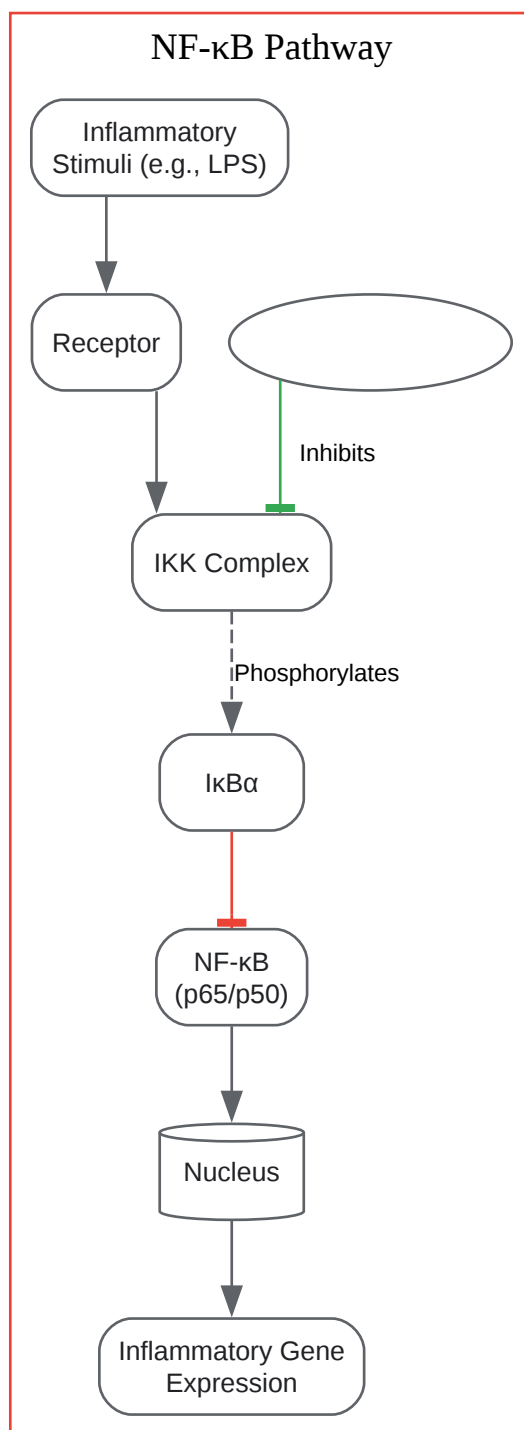 NF-κB Pathway
Inflammatory
Stimuli (e.g., LPS)
Receptor
Inhibits
IKK Complex
Phosphorylates
IκBα
NF-κB
(p65/p50)
Nucleus
Inflammatory Gene
Expression